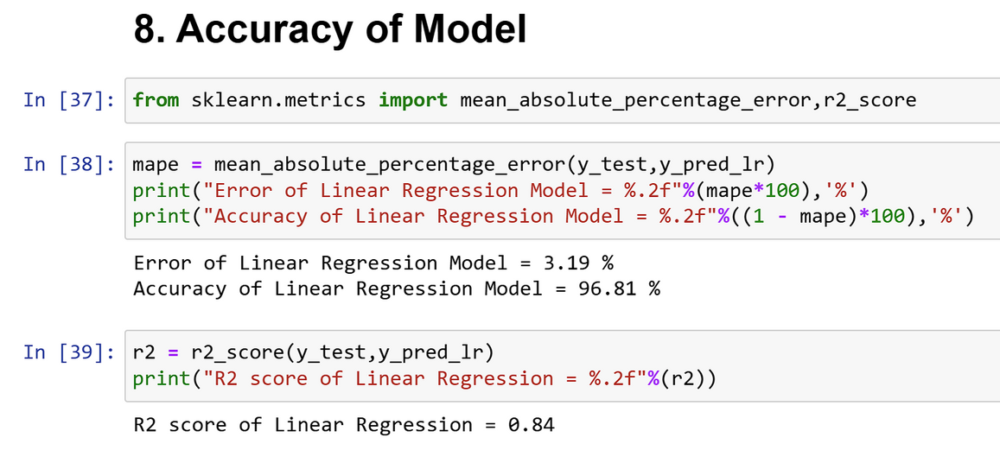 8. Accuracy of Model
In [37]: from sklearn.metrics import mean_absolute_percentage_error,r2_score
In [38]: mape = mean_absolute_percentage_error(y_test,y_pred_lr)
print("Error of Linear Regression Model = %.2f"%(mape*100),'%')
print("Accuracy of Linear Regression Model = %.2f"%((1 - mape)*100),'%')
Error of Linear Regression Model = 3.19 %
Accuracy of Linear Regression Model = 96.81 %
In [39]: r2 = r2_score(y_test,y_pred_lr)
print("R2 score of Linear Regression = %.2f"%(r2))
R2 score of Linear Regression = 0.84